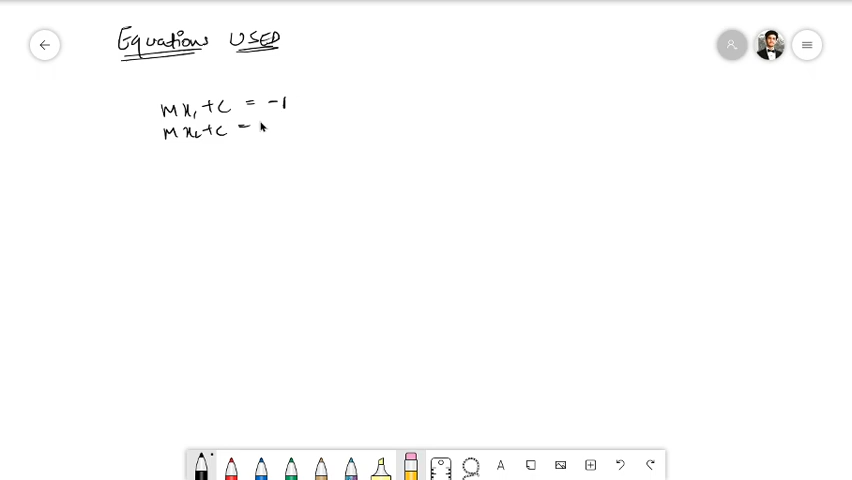 Equations USED
mx₁+c = -1
mx₂+c =
A